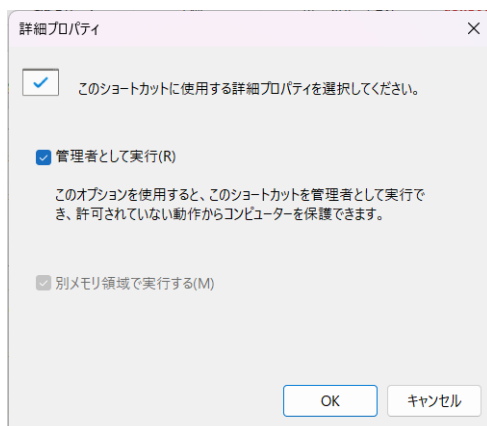 詳細プロパティ
このショートカットに使用する詳細プロパティを選択してください。
管理者として実行(R)
このオプションを使用すると、このショートカットを管理者として実行で
き、許可されていない動作からコンピューターを保護できます。
別メモリ領域で実行する(M)
OK
キャンセル